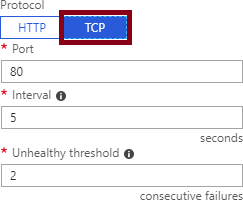 Protocol
HTTP TCP
* Port
80
* Interval
5
seconds
* Unhealthy threshold
2
consecutive failures